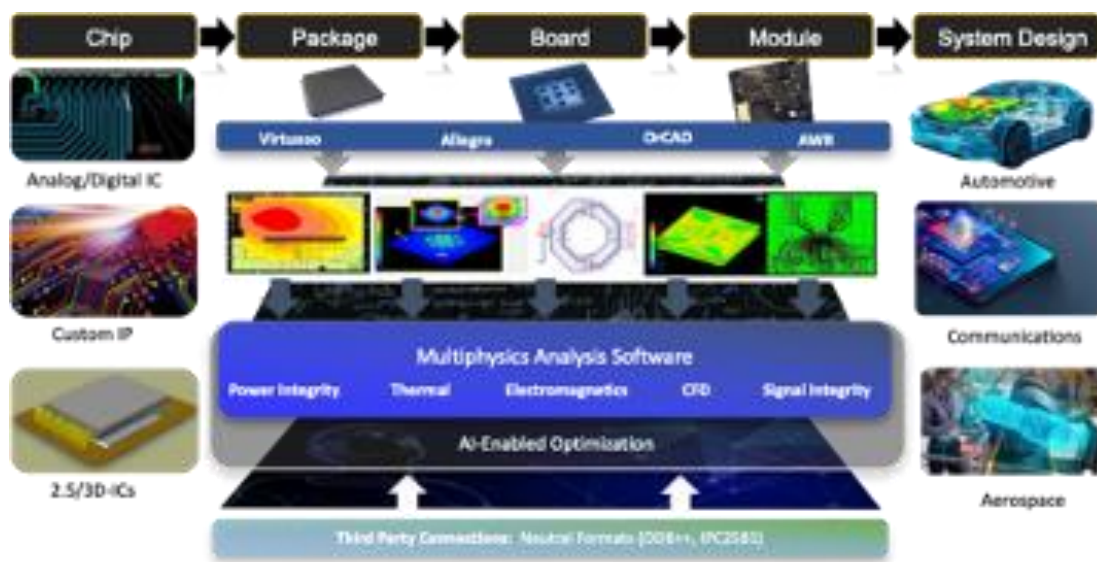 Chip
Package
Board
Module
System Design
Virtuoso
Allegro
OrCAD
AWR
Analog/Digital IC
Automotive
Custom IP
Communications
Multiphysics Analysis Software
Power Integrity
Thermal
Electromagnetics
CFD
Signal Integrity
AI-Enabled Optimization
2.5/3D-ICs
Aerospace
Third Party Connections: Neutral Formats (ODB++, IPC2581)